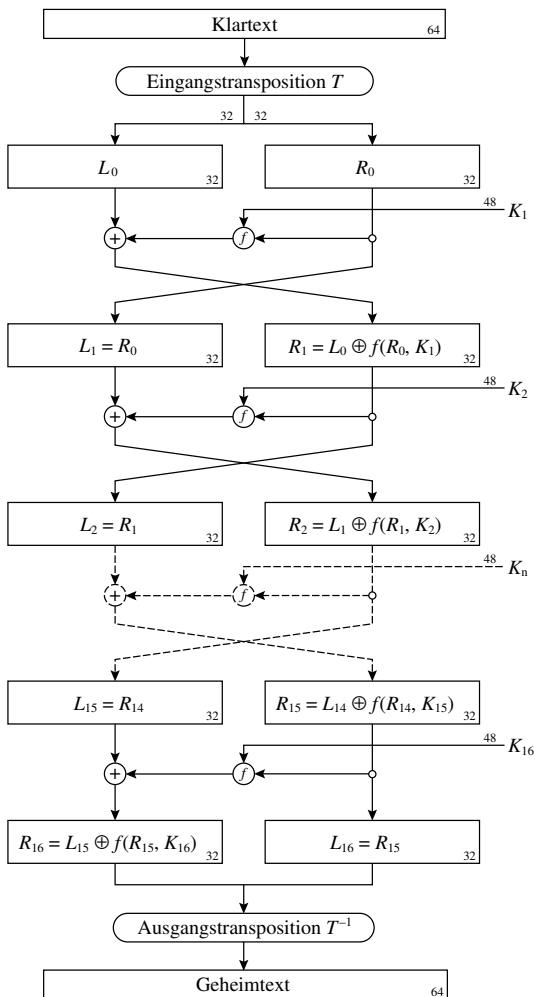 Klartext 64
Eingangstransposition T
32 32
L₀ 32 R₀ 32
48 K₁
+ f
L₁ = R₀ 32 R₁ = L₀ ⊕ f(R₀, K₁) 32
48 K₂
+ f
L₂ = R₁ 32 R₂ = L₁ ⊕ f(R₁, K₂) 32
48 Kₙ
+ f
L₁₅ = R₁₄ 32 R₁₅ = L₁₄ ⊕ f(R₁₄, K₁₅) 32
48 K₁₆
+ f
R₁₆ = L₁₅ ⊕ f(R₁₅, K₁₆) 32 L₁₆ = R₁₅ 32
Ausgangstransposition T⁻¹
Geheimtext 64